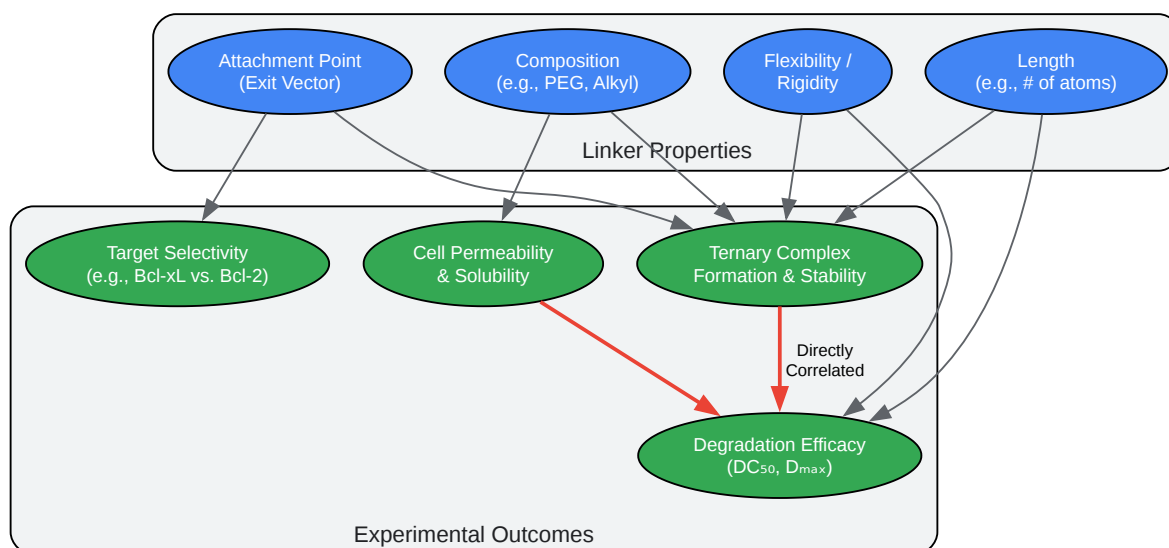 Attachment Point
(Exit Vector)
Composition
(e.g., PEG, Alkyl)
Flexibility /
Rigidity
Length
(e.g., # of atoms)
Linker Properties
Target Selectivity
(e.g., Bcl-xL vs. Bcl-2)
Cell Permeability
& Solubility
Ternary Complex
Formation & Stability
Directly
Correlated
Degradation Efficacy
(DC₅₀, Dₘₐₓ)
Experimental Outcomes